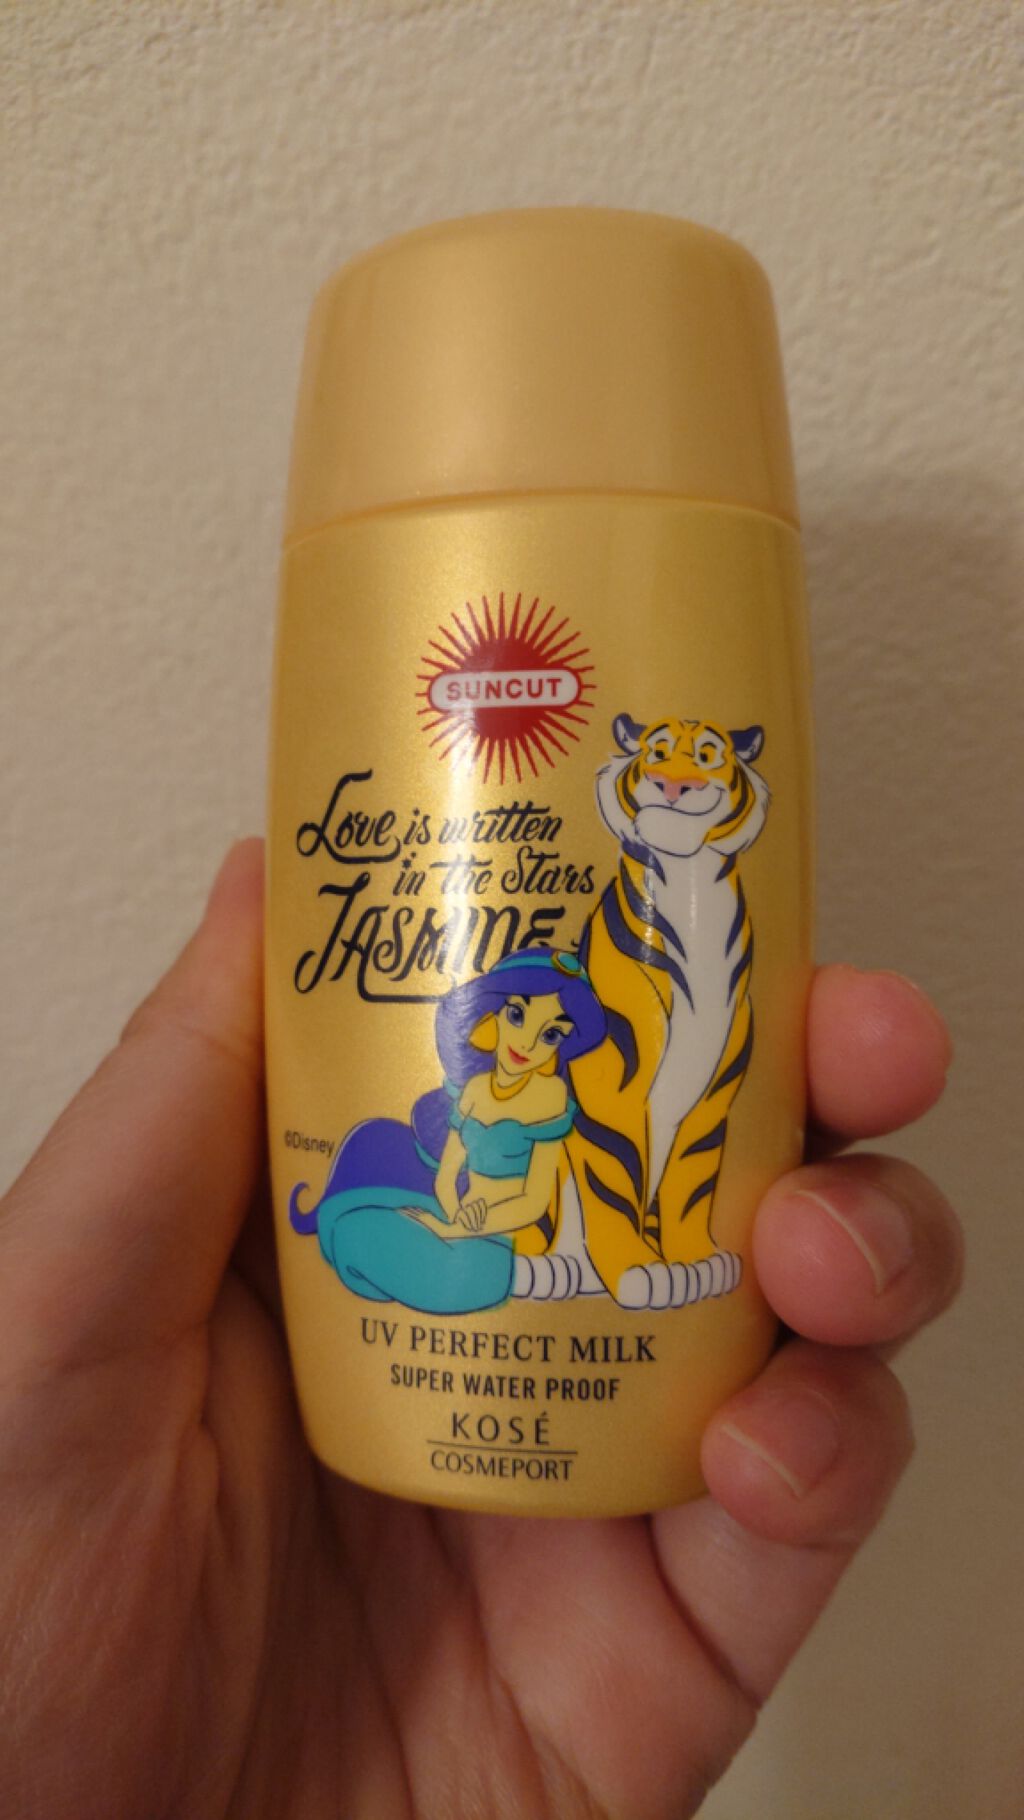 SUNCUT
Love is written
in the Stars
JASMINE
©Disney
UV PERFECT MILK
SUPER WATER PROOF
KOSÉ
COSMEPORT